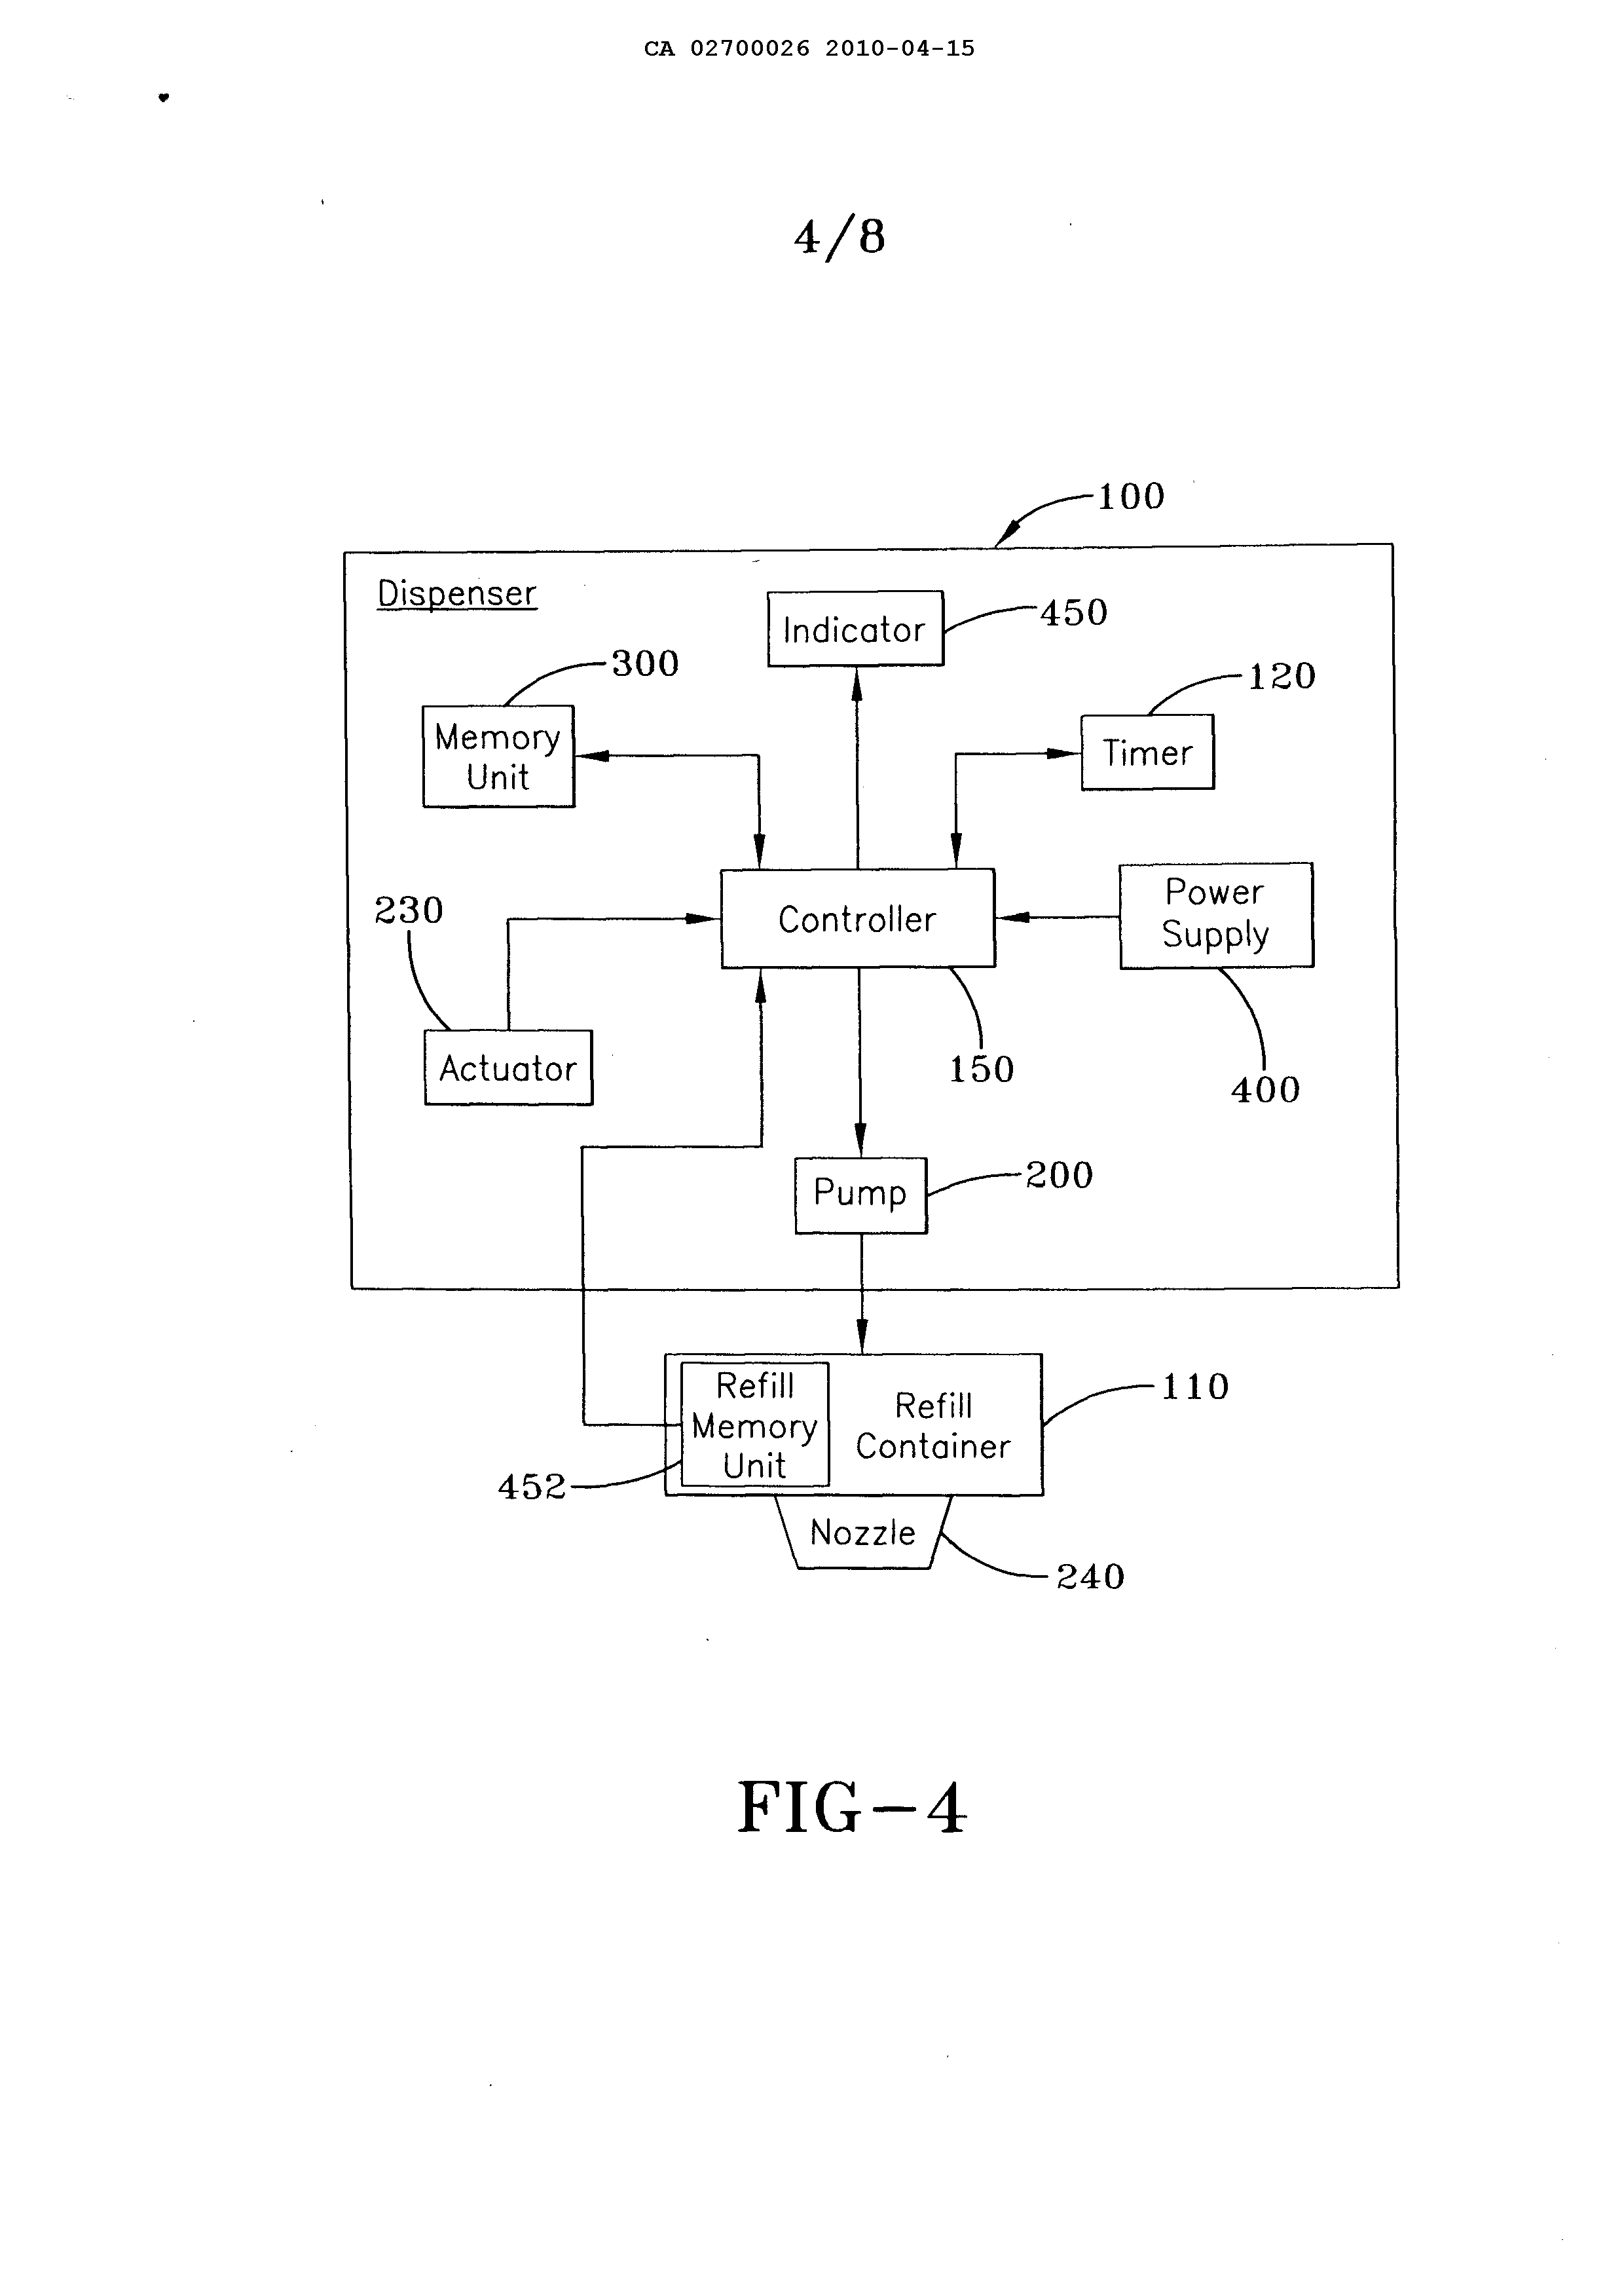 CA 02700026 2010-04-15
4/8
100
Dispenser
Indicator
450
300
120
Memory
Unit
Timer
230
Controller
Power
Supply
Actuator
150
400
Pump
200
Refill
Memory
Unit
Refill
Container
110
452
Nozzle
240
FIG-4